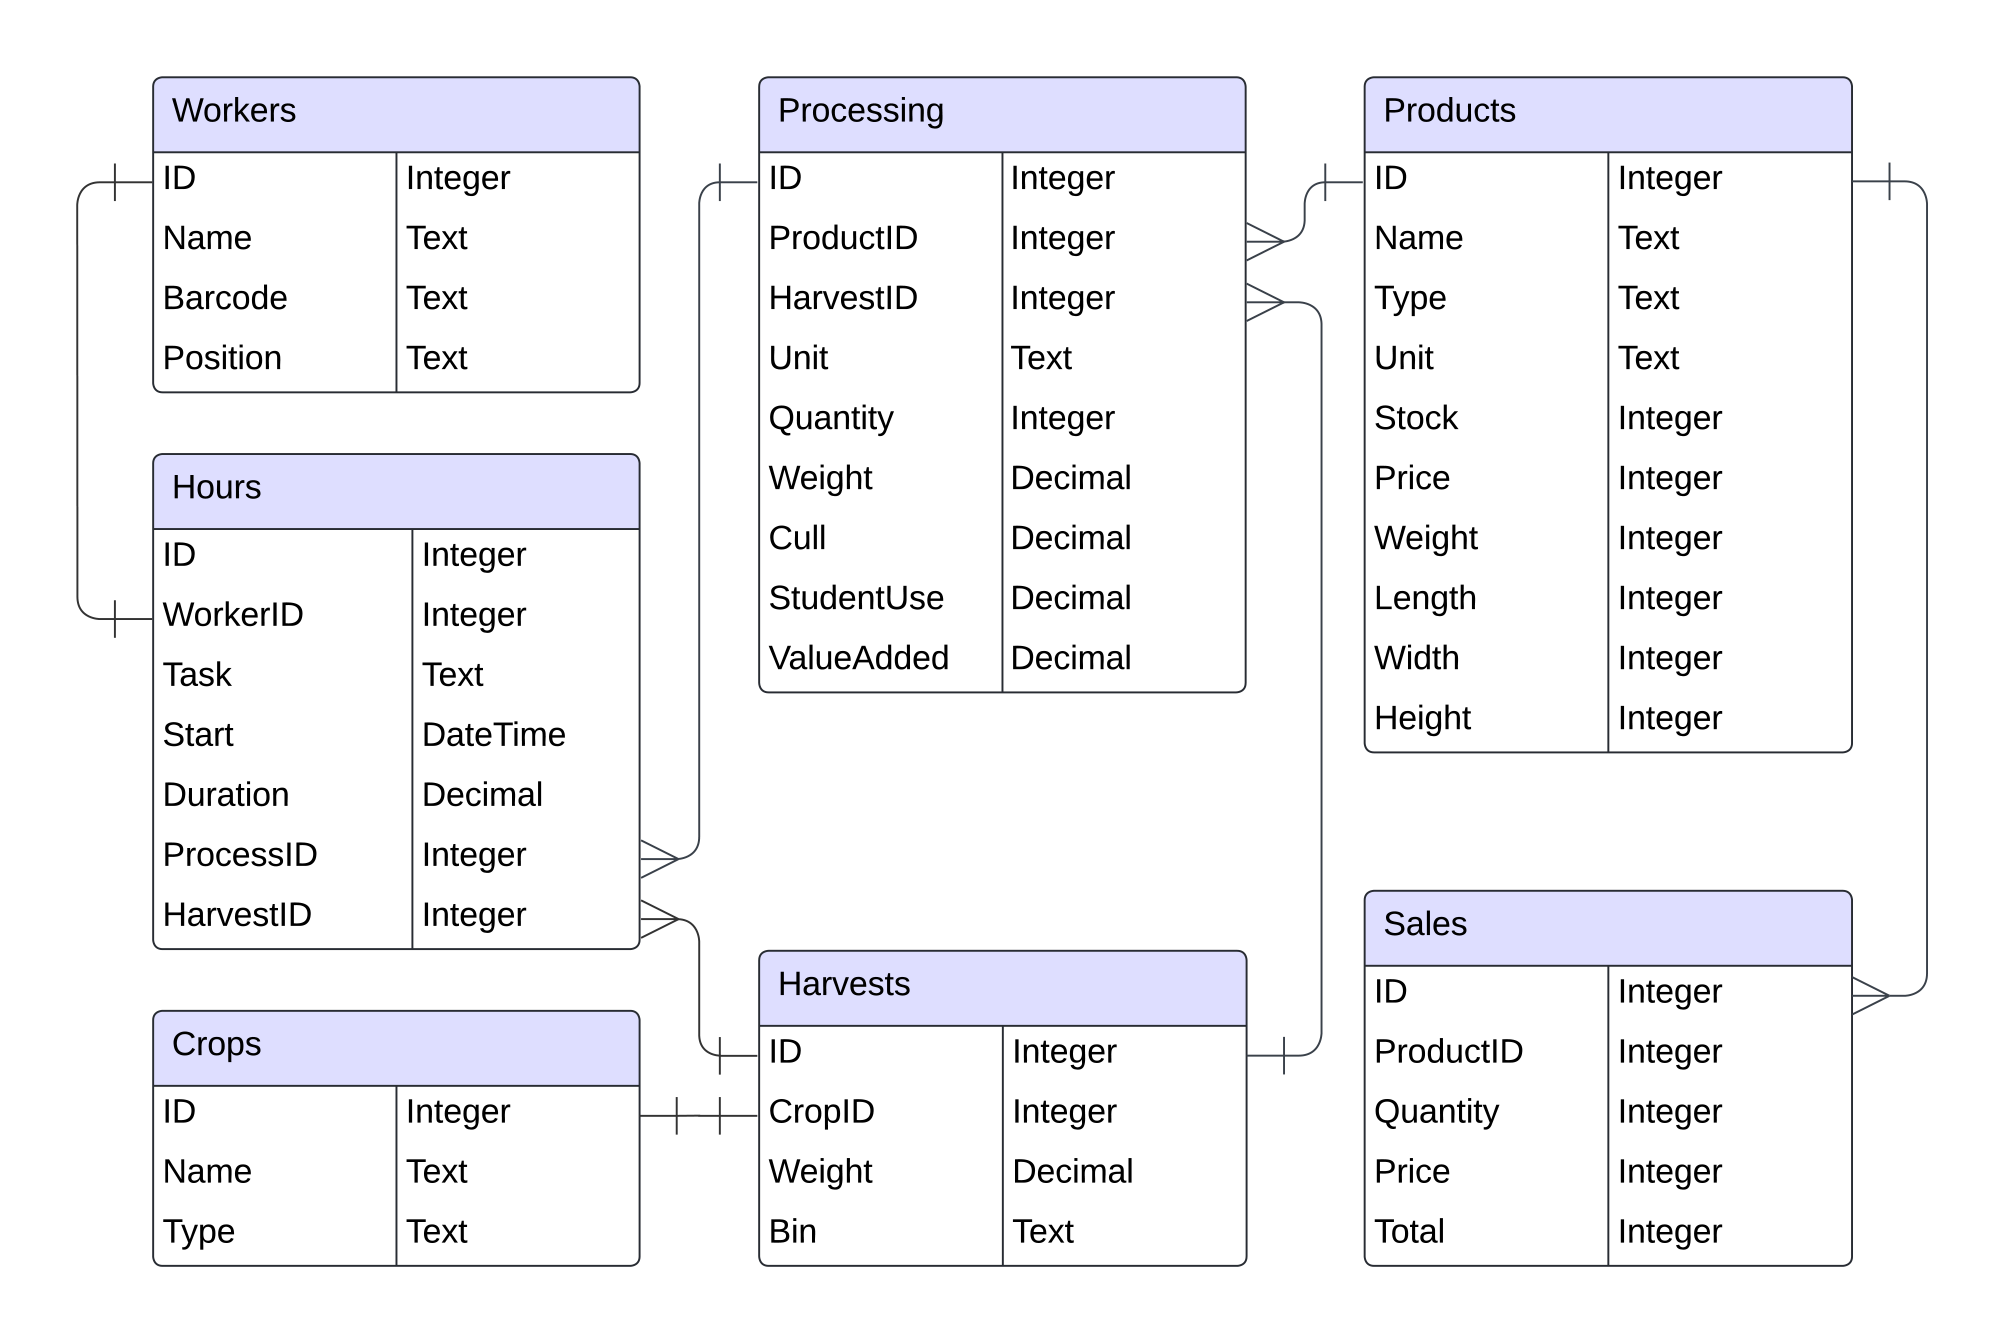 Workers
ID Integer
Name Text
Barcode Text
Position Text
Hours
ID Integer
WorkerID Integer
Task Text
Start DateTime
Duration Decimal
ProcessID Integer
HarvestID Integer
Crops
ID Integer
Name Text
Type Text
Processing
ID Integer
ProductID Integer
HarvestID Integer
Unit Text
Quantity Integer
Weight Decimal
Cull Decimal
StudentUse Decimal
ValueAdded Decimal
Harvests
ID Integer
CropID Integer
Weight Decimal
Bin Text
Products
ID Integer
Name Text
Type Text
Unit Text
Stock Integer
Price Integer
Weight Integer
Length Integer
Width Integer
Height Integer
Sales
ID Integer
ProductID Integer
Quantity Integer
Price Integer
Total Integer